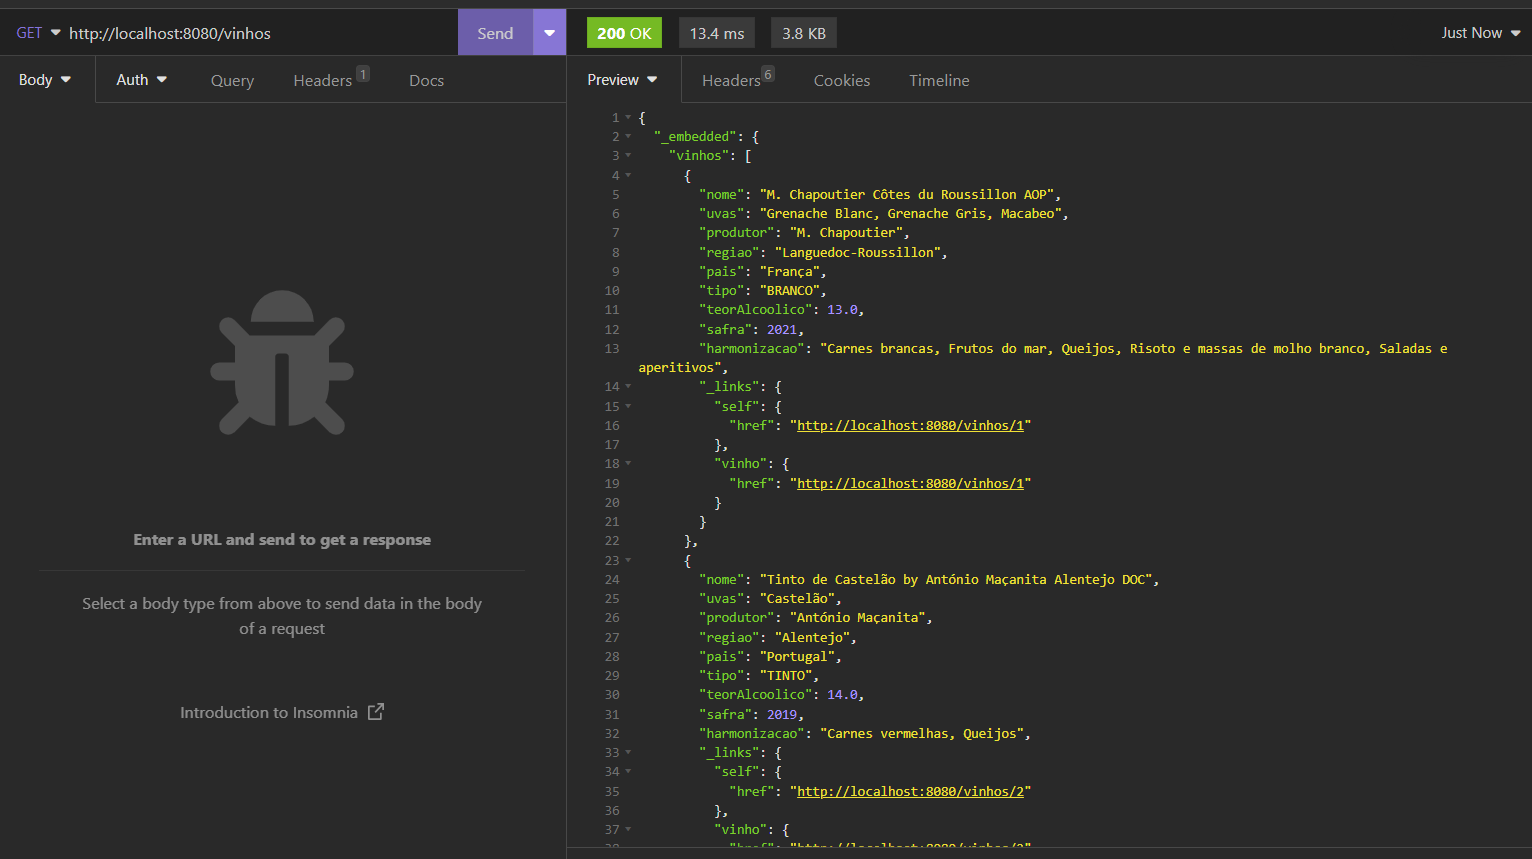 GET http://localhost:8080/vinhos Send 200 OK 13.4 ms 3.8 KB Just Now
Body Auth Query Headers 1 Docs Preview Headers 6 Cookies Timeline
Enter a URL and send to get a response
Select a body type from above to send data in the body
of a request
Introduction to Insomnia
1 {
2 "_embedded": {
3 "vinhos": [
4 {
5 "nome": "M. Chapoutier Côtes du Roussillon AOP",
6 "uvas": "Grenache Blanc, Grenache Gris, Macabeo",
7 "produtor": "M. Chapoutier",
8 "regiao": "Languedoc-Roussillon",
9 "pais": "França",
10 "tipo": "BRANCO",
11 "teorAlcoolico": 13.0,
12 "safra": 2021,
13 "harmonizacao": "Carnes brancas, Frutos do mar, Queijos, Risoto e massas de molho branco, Saladas e
aperitivos",
14 "_links": {
15 "self": {
16 "href": "http://localhost:8080/vinhos/1"
17 },
18 "vinho": {
19 "href": "http://localhost:8080/vinhos/1"
20 }
21 }
22 },
23 {
24 "nome": "Tinto de Castelão by António Maçanita Alentejo DOC",
25 "uvas": "Castelão",
26 "produtor": "António Maçanita",
27 "regiao": "Alentejo",
28 "pais": "Portugal",
29 "tipo": "TINTO",
30 "teorAlcoolico": 14.0,
31 "safra": 2019,
32 "harmonizacao": "Carnes vermelhas, Queijos",
33 "_links": {
34 "self": {
35 "href": "http://localhost:8080/vinhos/2"
36 },
37 "vinho": {